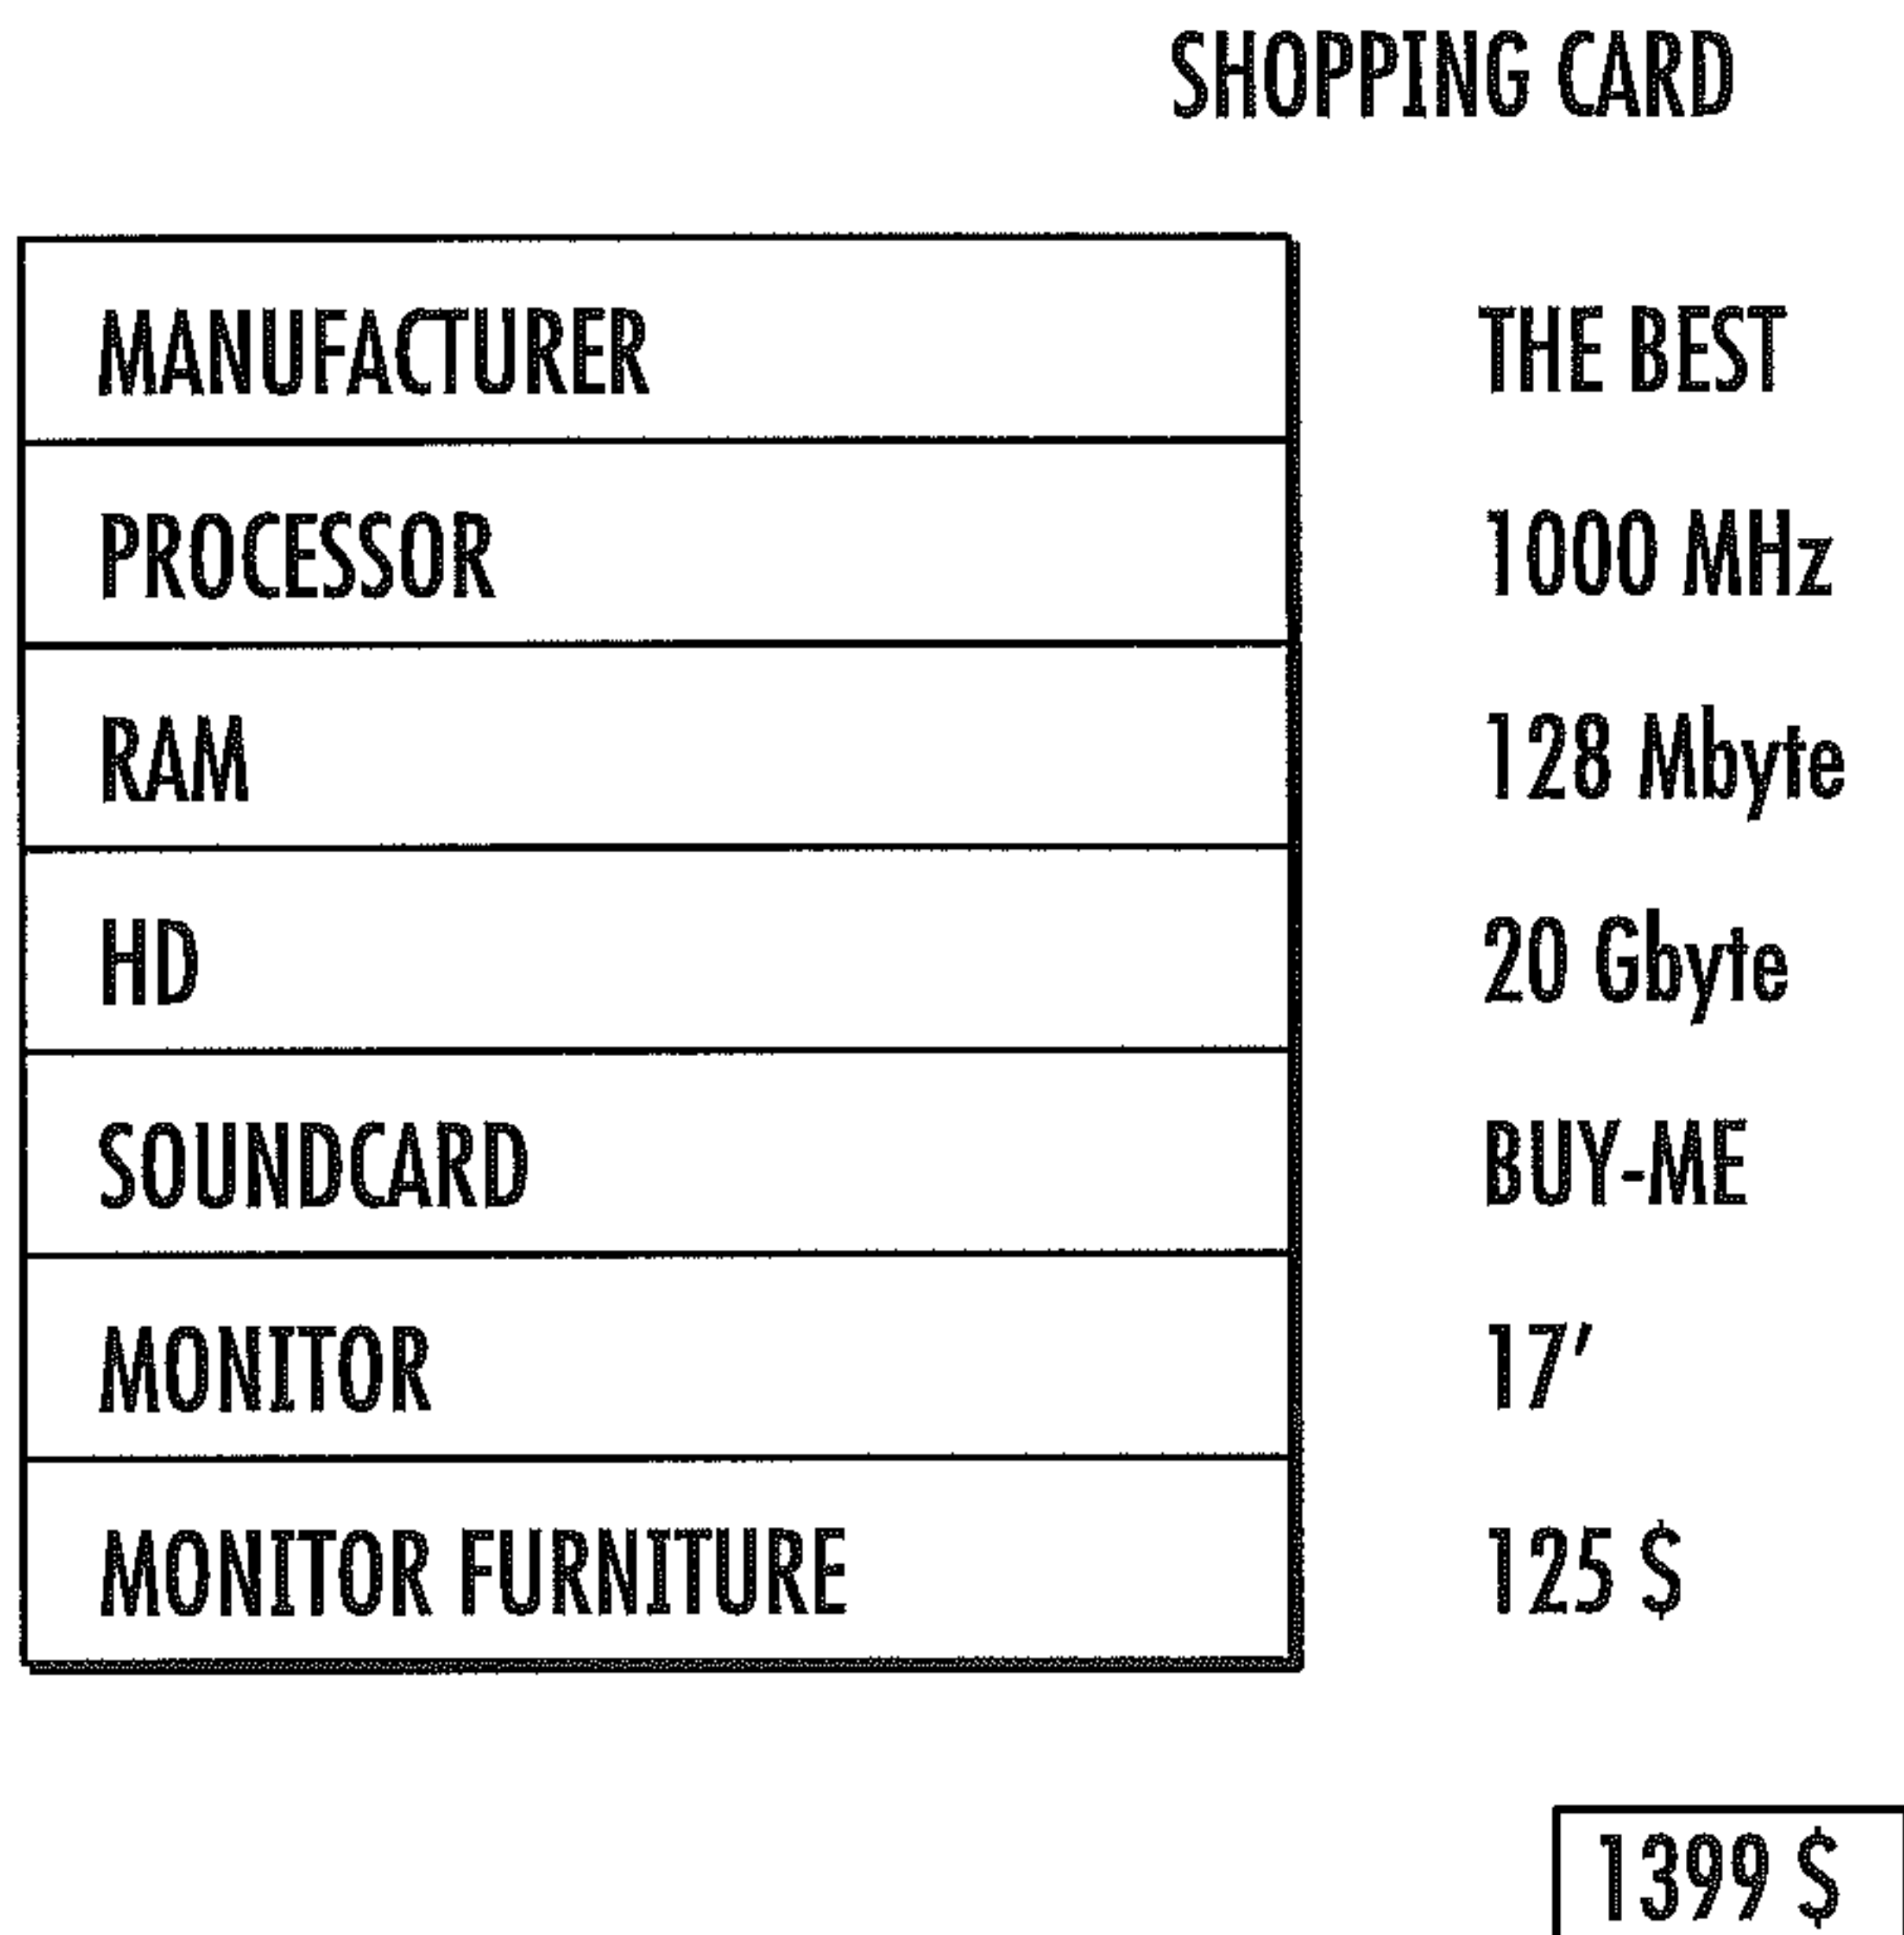 SHOPPING CARD
MANUFACTURER THE BEST
PROCESSOR 1000 MHz
RAM 128 Mbyte
HD 20 Gbyte
SOUNDCARD BUY-ME
MONITOR 17'
MONITOR FURNITURE 125 $
1399 $